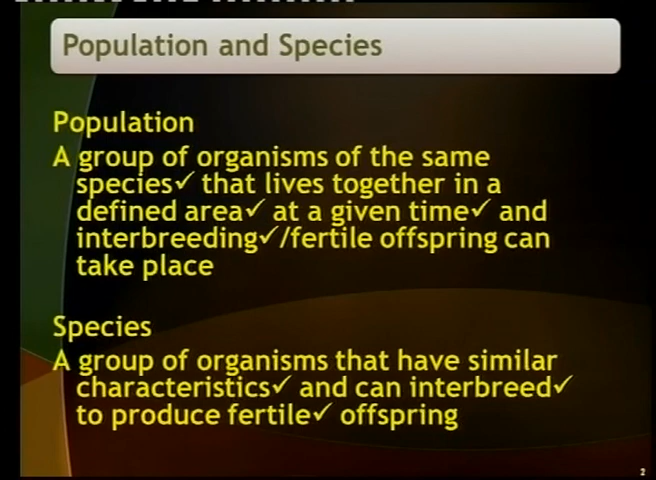 Population and Species
Population
A group of organisms of the same
species✓ that lives together in a
defined area✓ at a given time✓ and
interbreeding✓/fertile offspring can
take place
Species
A group of organisms that have similar
characteristics✓ and can interbreed✓
to produce fertile✓ offspring
2